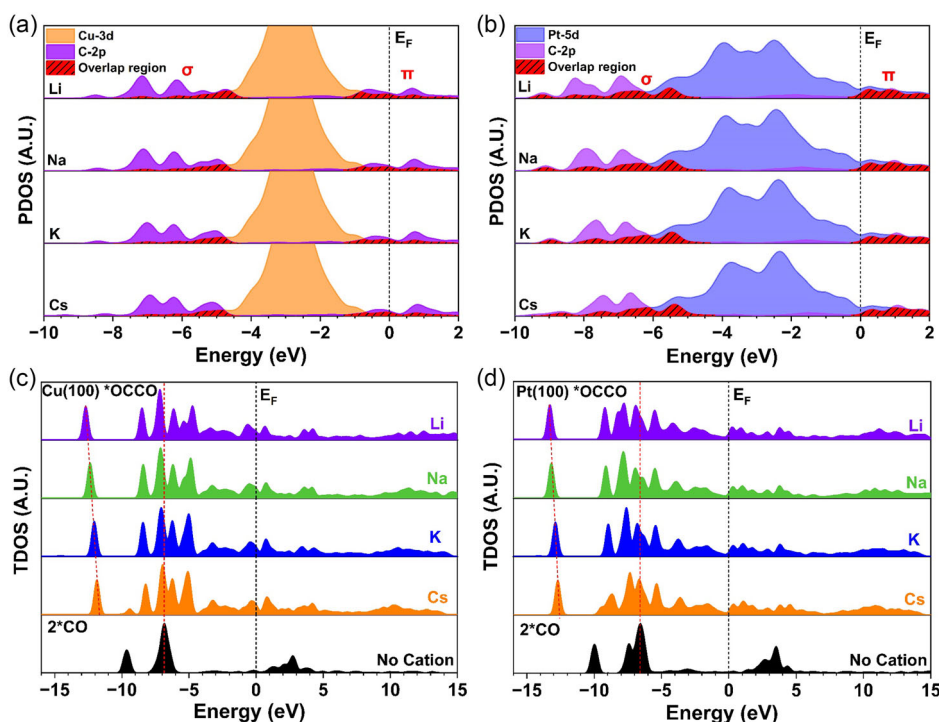 (a)
Cu-3d
C-2p
Overlap region
σ
π
E_F
Li
Na
K
Cs
PDOS (A.U.)
−10 −8 −6 −4 −2 0 2
Energy (eV)
(b)
Pt-5d
C-2p
Overlap region
σ
π
E_F
Li
Na
K
Cs
PDOS (A.U.)
−10 −8 −6 −4 −2 0 2
Energy (eV)
(c)
Cu(100) *OCCO
E_F
Li
Na
K
Cs
2*CO
No Cation
TDOS (A.U.)
−15 −10 −5 0 5 10 15
Energy (eV)
(d)
Pt(100) *OCCO
E_F
Li
Na
K
Cs
2*CO
No Cation
TDOS (A.U.)
−15 −10 −5 0 5 10 15
Energy (eV)